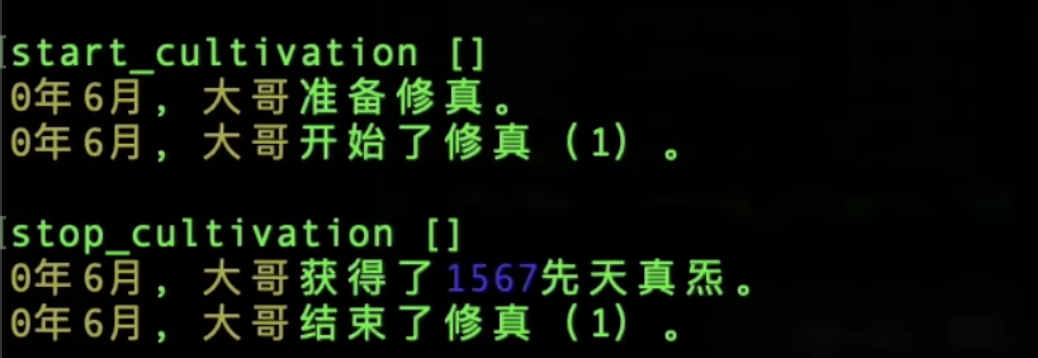 start_cultivation []
0年6月，大哥准备修真。
0年6月，大哥开始了修真（1）。
stop_cultivation []
0年6月，大哥获得了1567先天真炁。
0年6月，大哥结束了修真（1）。